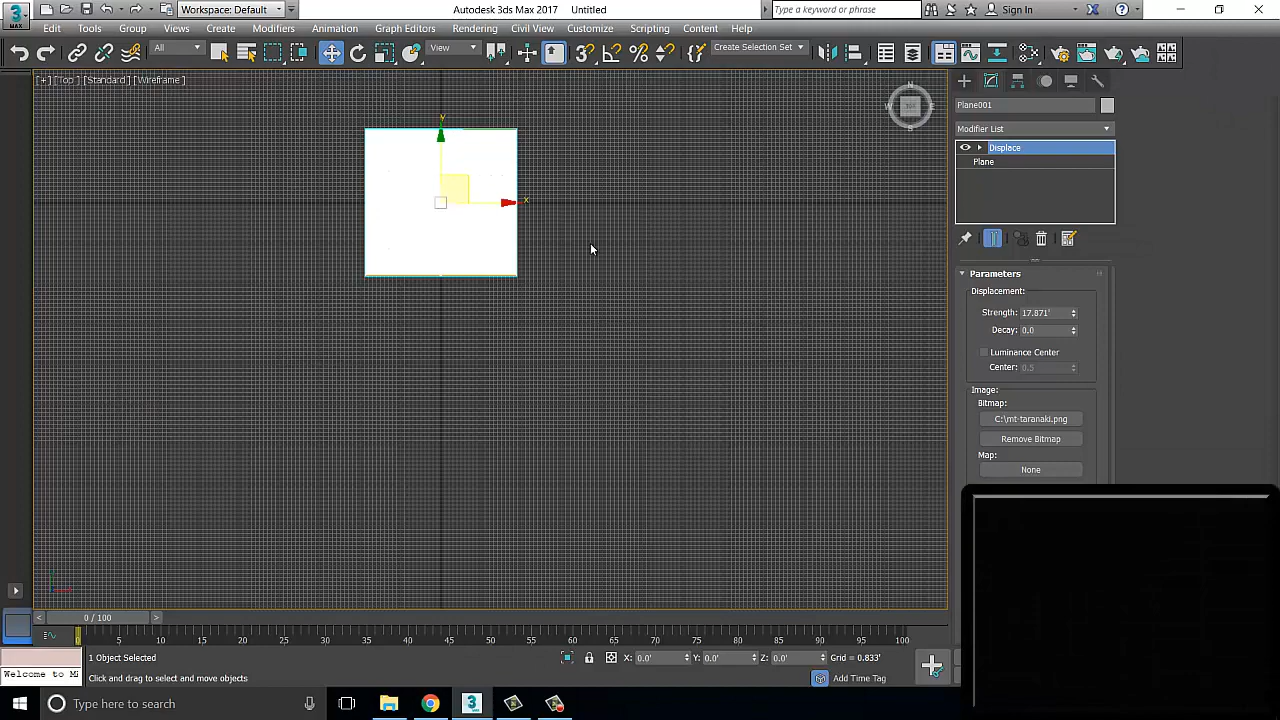 3 MAX Workspace: Default Autodesk 3ds Max 2017 Untitled Type a keyword or phrase Sign In
Edit Tools Group Views Create Modifiers Animation Graph Editors Rendering Civil View Customize Scripting Content Help
All View Create Selection Set
[+] [Top ] [Standard] [Wireframe ]
N
W
E
S
y
x
Plane001
Modifier List
Displace
Plane
Parameters
Displacement:
Strength: 17.871'
Decay: 0.0
Luminance Center
Center: 0.5
Image:
Bitmap:
C:\mt-taranaki.png
Remove Bitmap
Map:
None
< 0 / 100 >
0 5 10 15 20 25 30 35 40 45 50 55 60 65 70 75 80 85 90 95 100
1 Object Selected X: 0.0' Y: 0.0' Z: 0.0' Grid = 0.833'
Welcome to M
Click and drag to select and move objects Add Time Tag
Type here to search